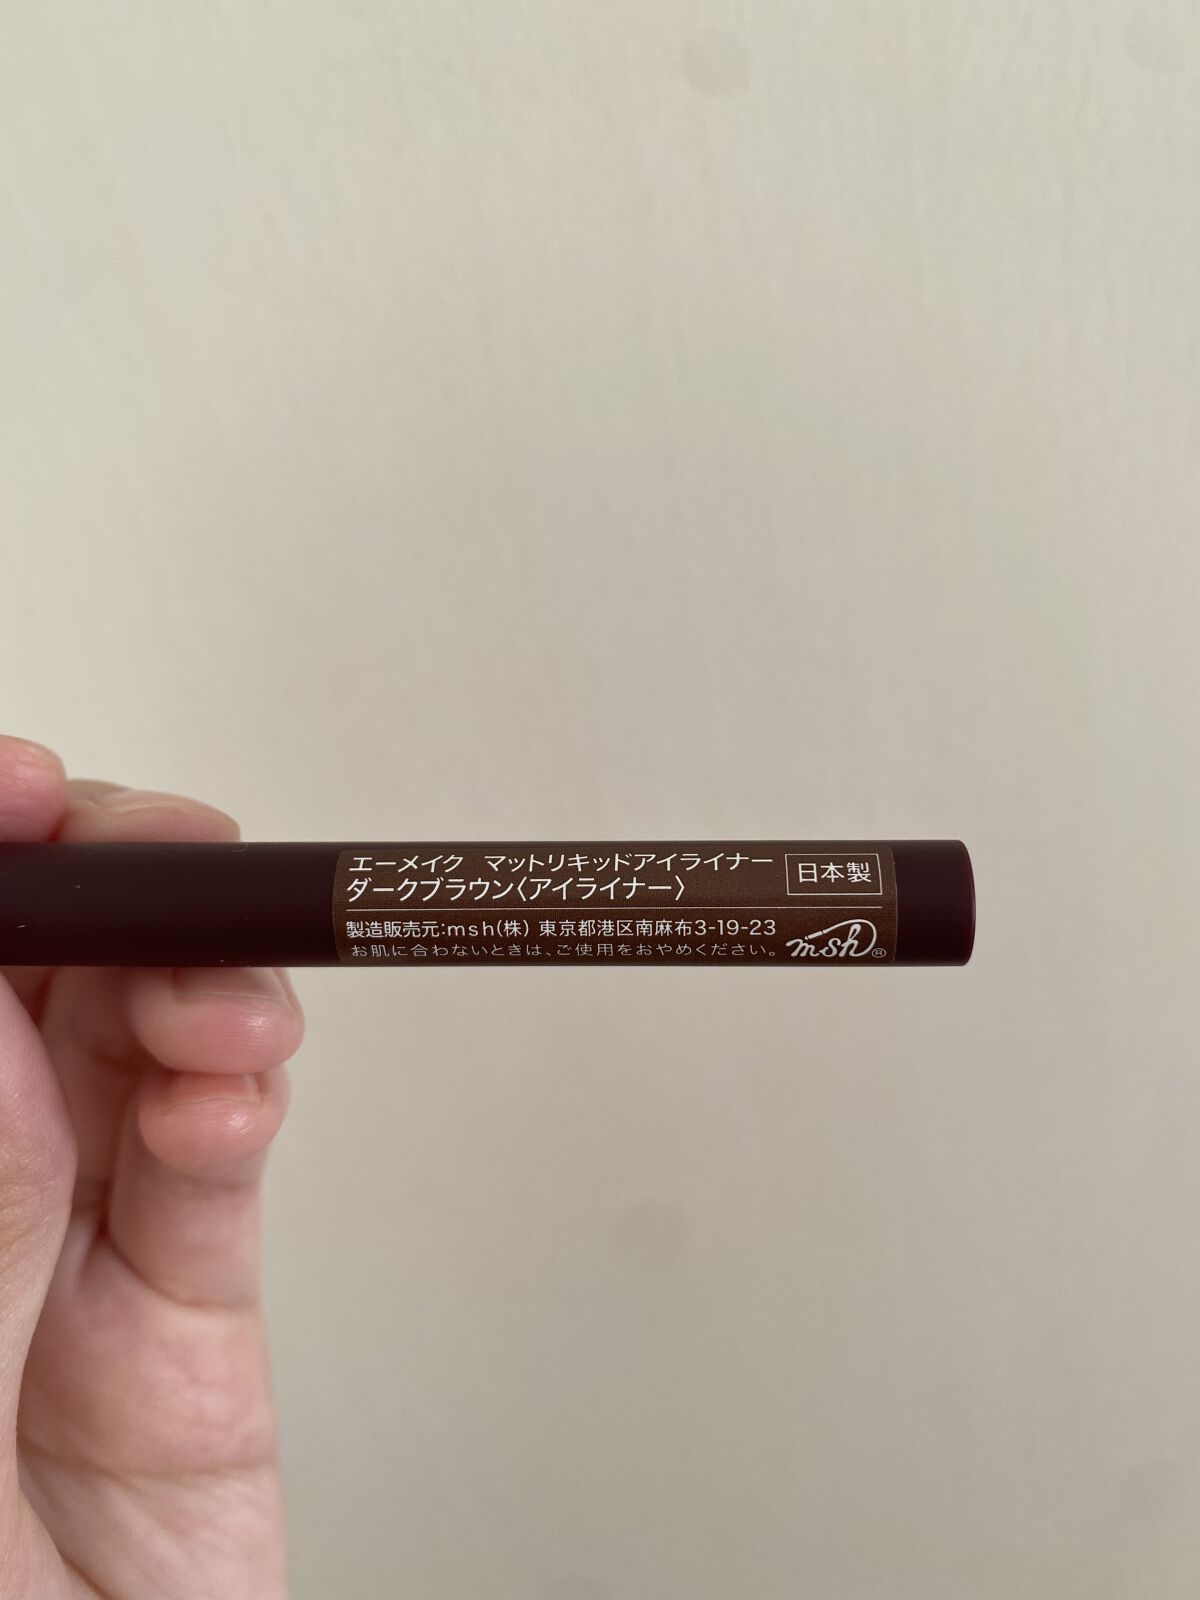 エーメイク マットリキッドアイライナー
ダークブラウン〈アイライナー〉
日本製
製造販売元:msh(株) 東京都港区南麻布3-19-23
お肌に合わないときは、ご使用をおやめください。
msh®